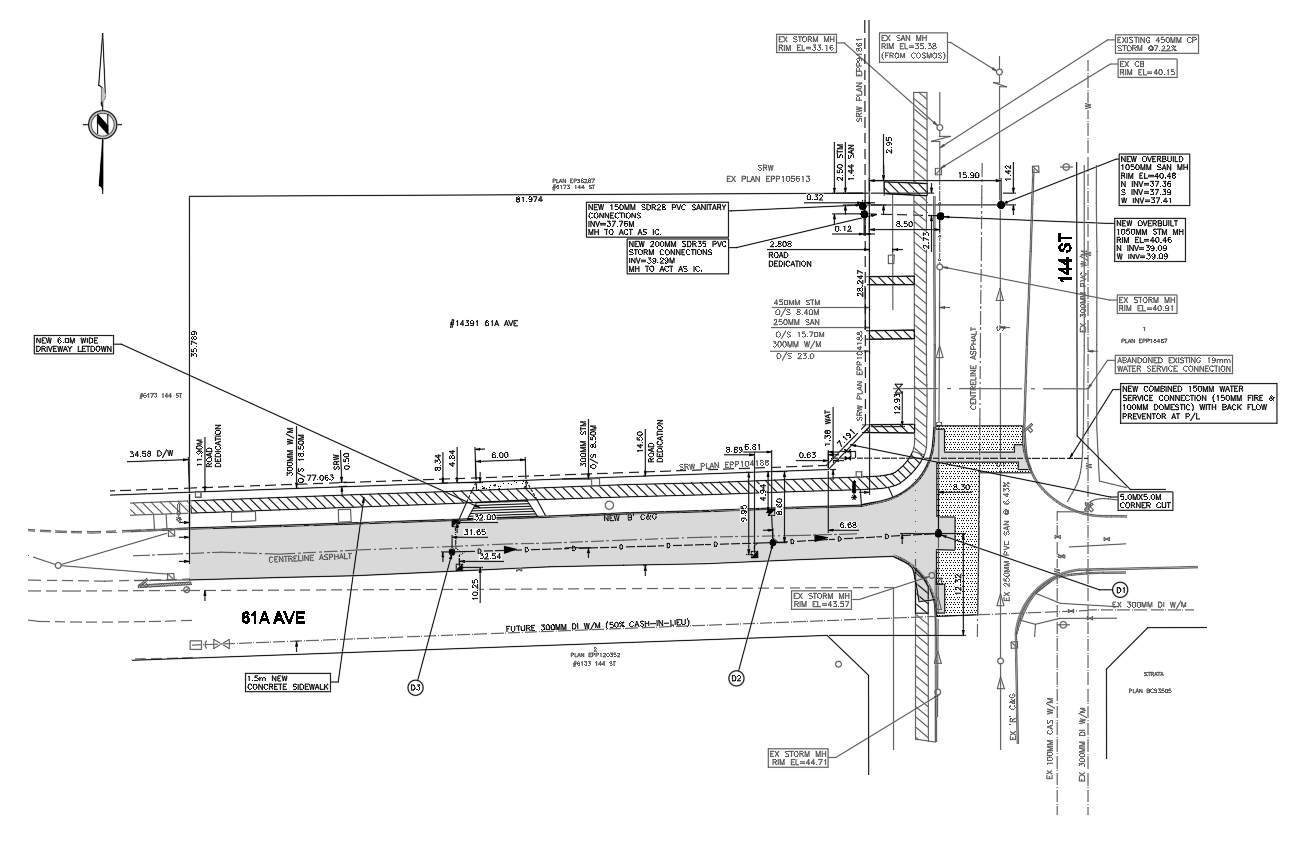 EX STORM MH
RIM EL=33.16
EX SAN MH
RIM EL=35.38
(FROM COSMOS)
EXISTING 450MM CP
STORM @7.22%
EX CB
RIM EL=40.15
N
SRW PLAN EPP91861
SRW
EX PLAN EPP105613
PLAN EP36287
#6173 144 ST
81.974
2.50 STM
1.44 SAN
2.95
15.90
1.42
NEW OVERBUILD
1050MM SAN MH
RIM EL=40.48
N INV=37.36
S INV=37.39
W INV=37.41
NEW 150MM SDR28 PVC SANITARY
CONNECTIONS
INV=37.76M
MH TO ACT AS IC.
0.32
0.12
8.50
2.73
NEW 200MM SDR35 PVC
STORM CONNECTIONS
INV=39.29M
MH TO ACT AS IC.
2.808
ROAD
DEDICATION
NEW OVERBUILT
1050MM STM MH
RIM EL=40.46
N INV=39.09
W INV=39.09
144 ST
EX 300MM PVC W/M
28.247
450MM STM
O/S 8.40M
250MM SAN
O/S 15.70M
300MM W/M
O/S 23.0
EX STORM MH
RIM EL=40.91
#14391 61A AVE
NEW 6.0M WIDE
DRIVEWAY LETDOWN
35.789
#6173 144 ST
SRW PLAN EPP104188
CENTRELINE ASPHALT
1
PLAN EPP16467
ABANDONED EXISTING 19mm
WATER SERVICE CONNECTION
NEW COMBINED 150MM WATER
SERVICE CONNECTION (150MM FIRE &
100MM DOMESTIC) WITH BACK FLOW
PREVENTOR AT P/L
12.93
1.38 WAT
7.191
34.58 D/W
11.90M
ROAD
DEDICATION
300MM W/M
O/S 18.50M
77.063
SRW
0.50
8.34
4.84
6.00
300MM STM
O/S 8.50M
14.50
ROAD
DEDICATION
SRW PLAN EPP104188
9.89
6.81
0.63
5.0MX5.0M
CORNER CUT
8.30
4.94
8.60
9.95
6.68
32.00
31.65
32.54
10.25
NEW 'B' C&G
D
D
D
D
D
D
D
D
CENTRELINE ASPHALT
EX 250MM PVC SAN @ 6.43%
12.32
EX STORM MH
RIM EL=43.57
D1
EX 300MM DI W/M
61A AVE
FUTURE 300MM DI W/M (50% CASH-IN-LIEU)
2
PLAN EPP120352
#6133 144 ST
1.5m NEW
CONCRETE SIDEWALK
D3
D2
STRATA
PLAN BCS3505
EX 'R' C&G
EX 100MM CAS W/M
EX 300MM DI W/M
EX STORM MH
RIM EL=44.71